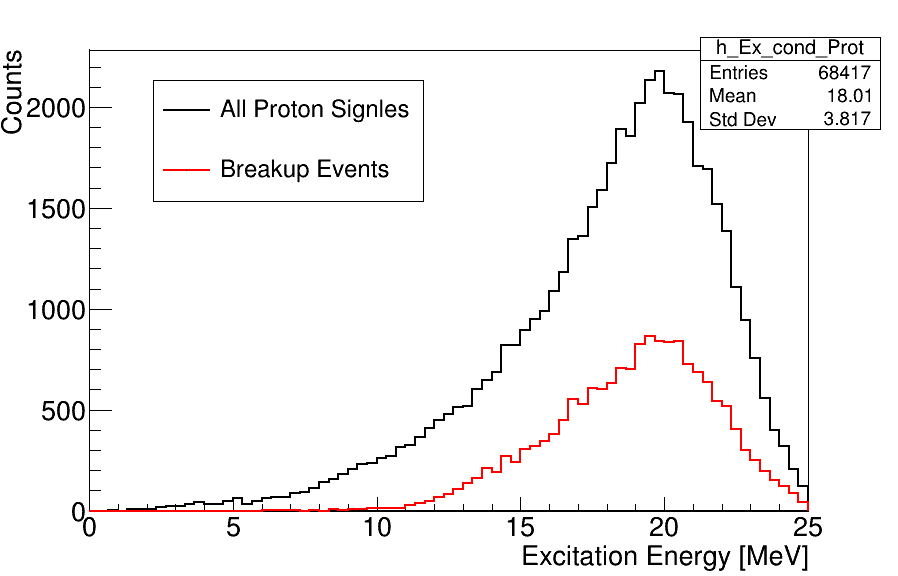 h_Ex_cond_Prot
Entries 68417
Mean 18.01
Std Dev 3.817
Counts
All Proton Signles
Breakup Events
2000
1500
1000
500
0
0 5 10 15 20 25
Excitation Energy [MeV]